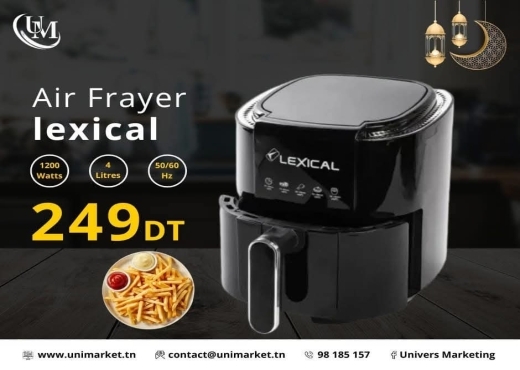 UM
Air Frayer
lexical
1200
Watts
4
Litres
50/60
Hz
249DT
LEXICAL
www.unimarket.tn
contact@unimarket.tn
98 185 157
Univers Marketing